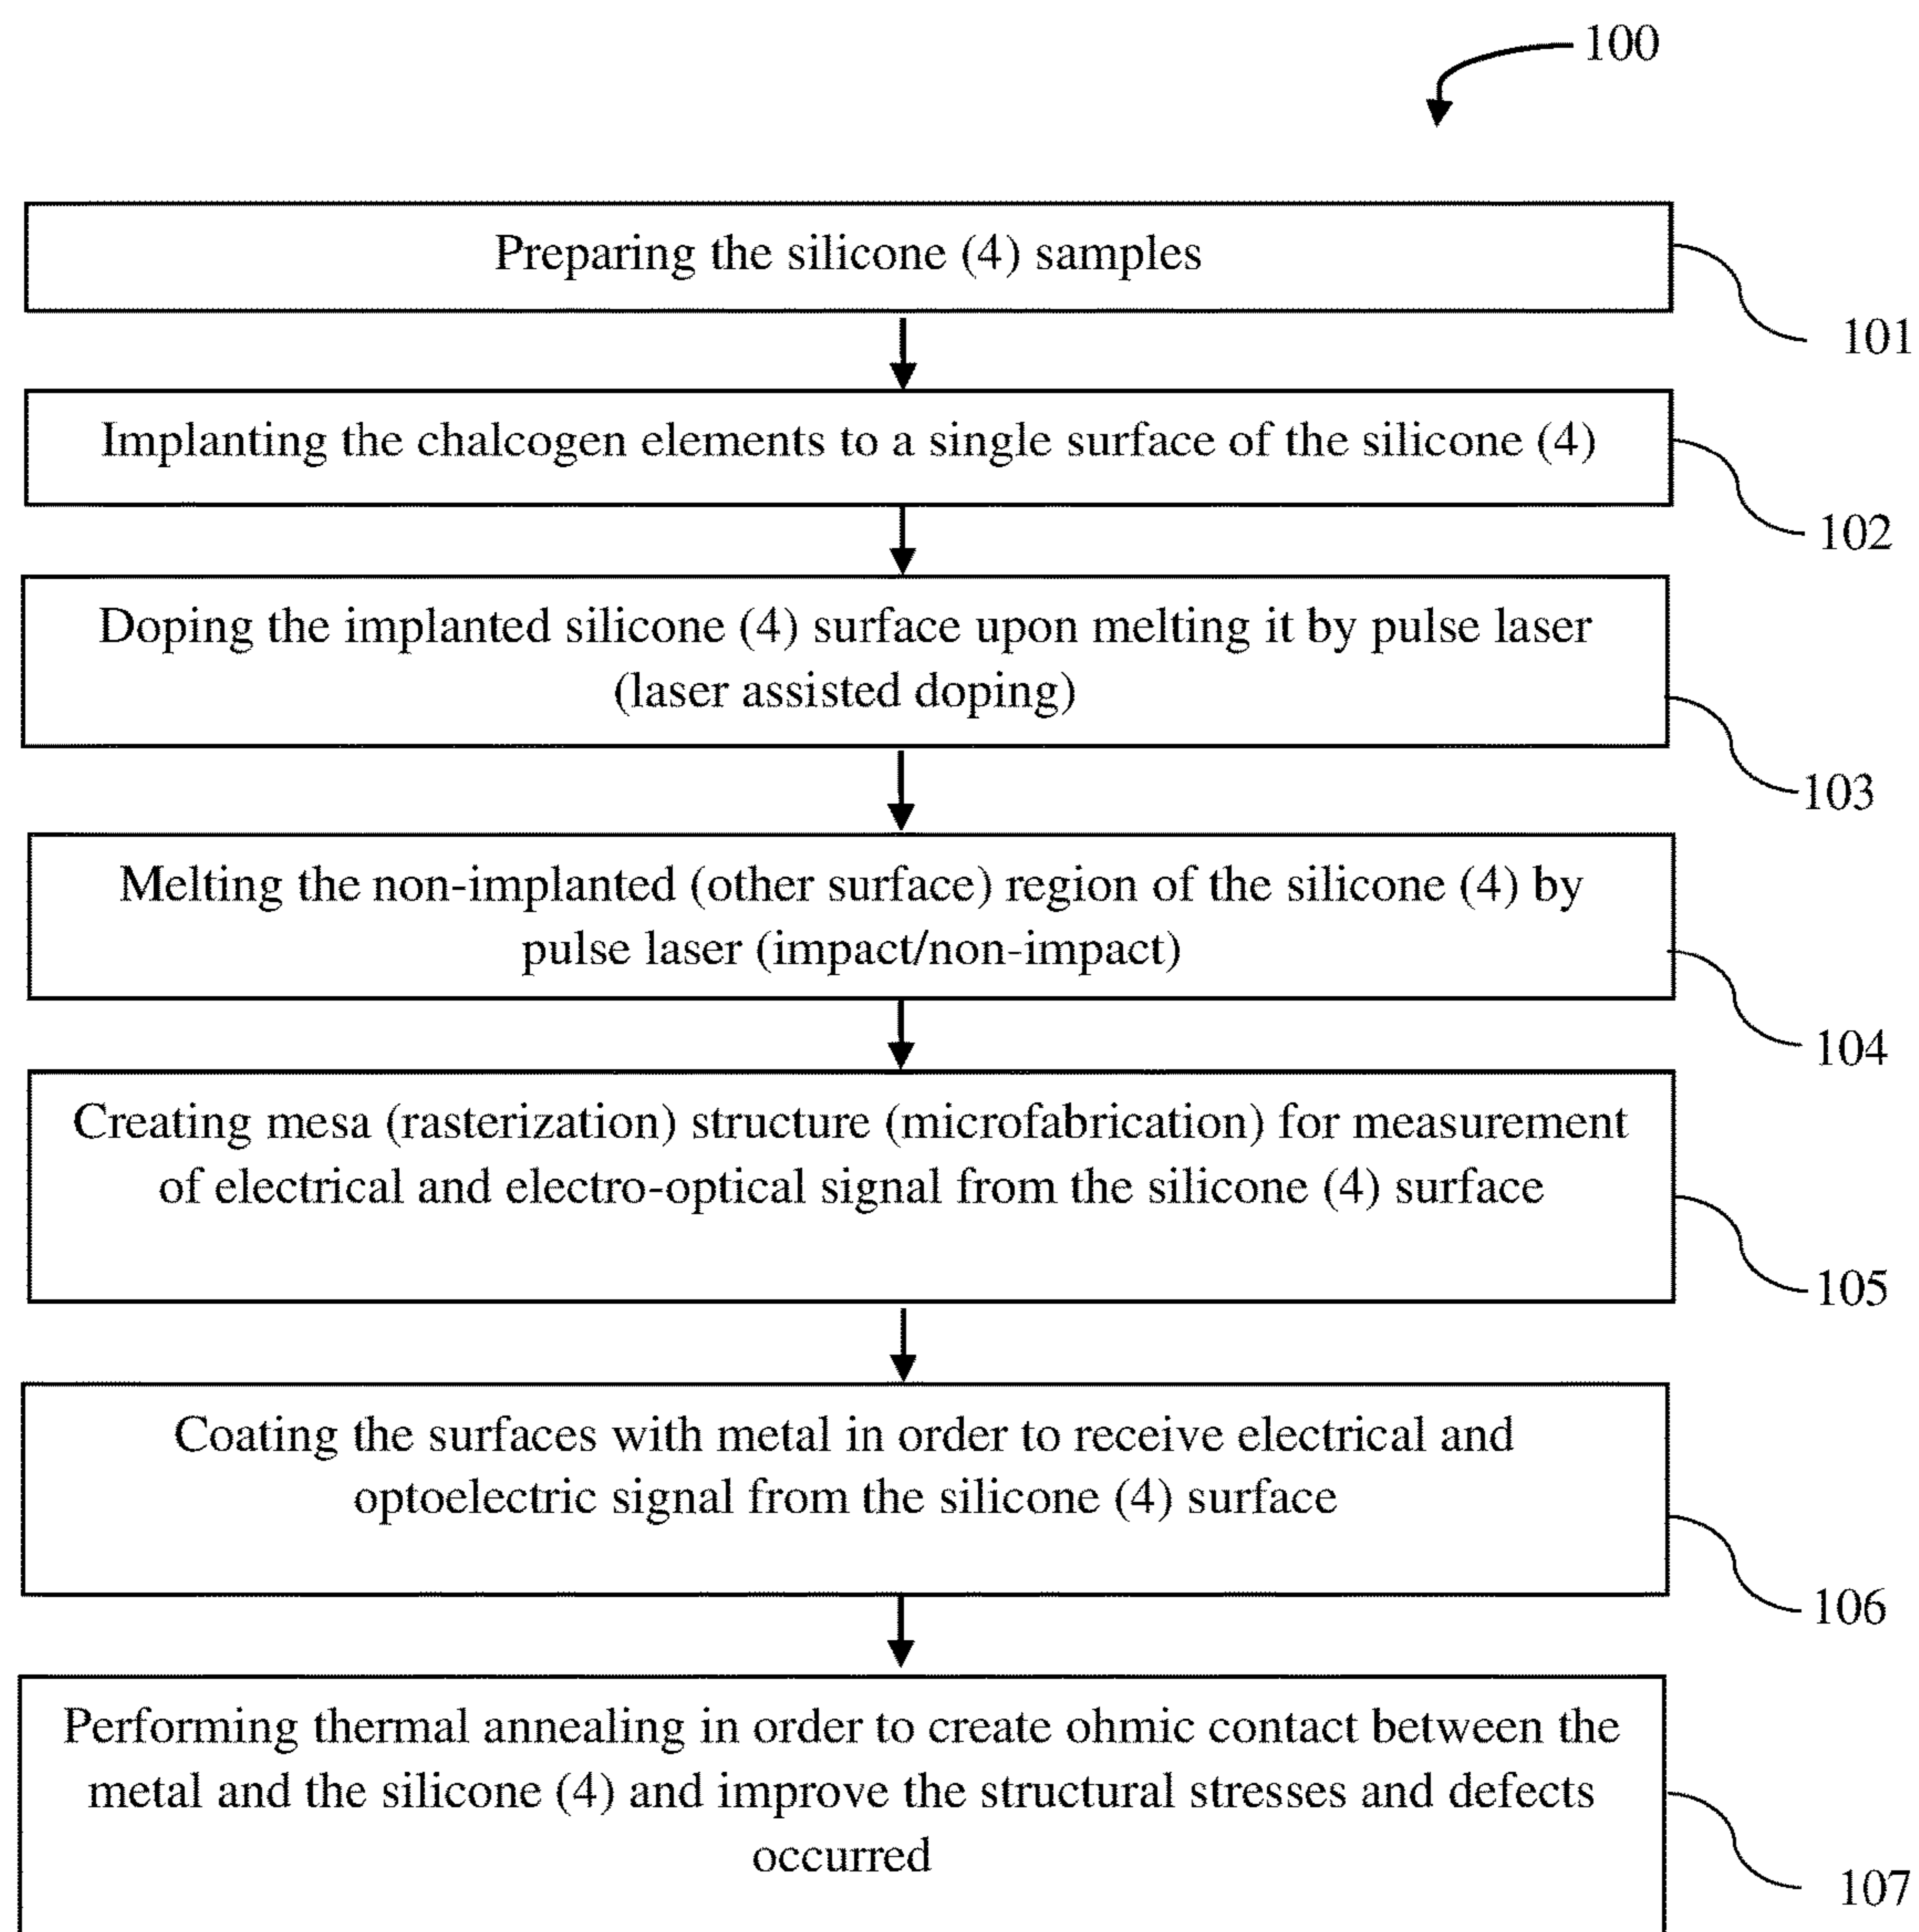 100
Preparing the silicone (4) samples
101
Implanting the chalcogen elements to a single surface of the silicone (4)
102
Doping the implanted silicone (4) surface upon melting it by pulse laser
(laser assisted doping)
103
Melting the non-implanted (other surface) region of the silicone (4) by
pulse laser (impact/non-impact)
104
Creating mesa (rasterization) structure (microfabrication) for measurement
of electrical and electro-optical signal from the silicone (4) surface
105
Coating the surfaces with metal in order to receive electrical and
optoelectric signal from the silicone (4) surface
106
Performing thermal annealing in order to create ohmic contact between the
metal and the silicone (4) and improve the structural stresses and defects
occurred
107